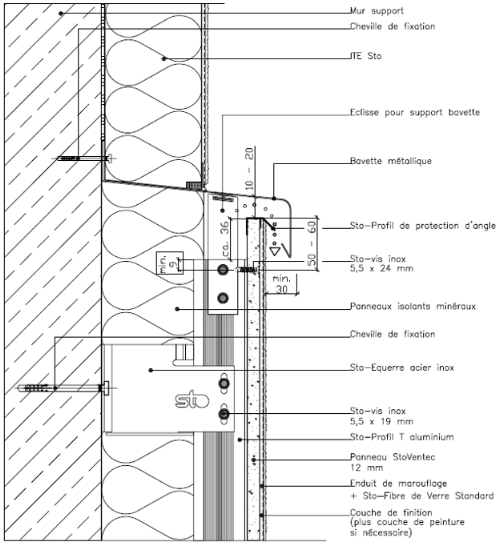 Mur support
Cheville de fixation
ITE Sto
Eclisse pour support bavette
10 - 20
Bavette métallique
Sto-Profil de protection d'angle
ca. 36
50 - 60
min.
9
Sto-vis inox
5,5 x 24 mm
min.
30
Panneaux isolants minéraux
Cheville de fixation
Sto-Equerre acier inox
sto
Sto-vis inox
5,5 x 19 mm
Sto-Profil T aluminium
Panneau StoVentec
12 mm
Enduit de marouflage
+ Sto-Fibre de Verre Standard
Couche de finition
(plus couche de peinture
si nécessaire)